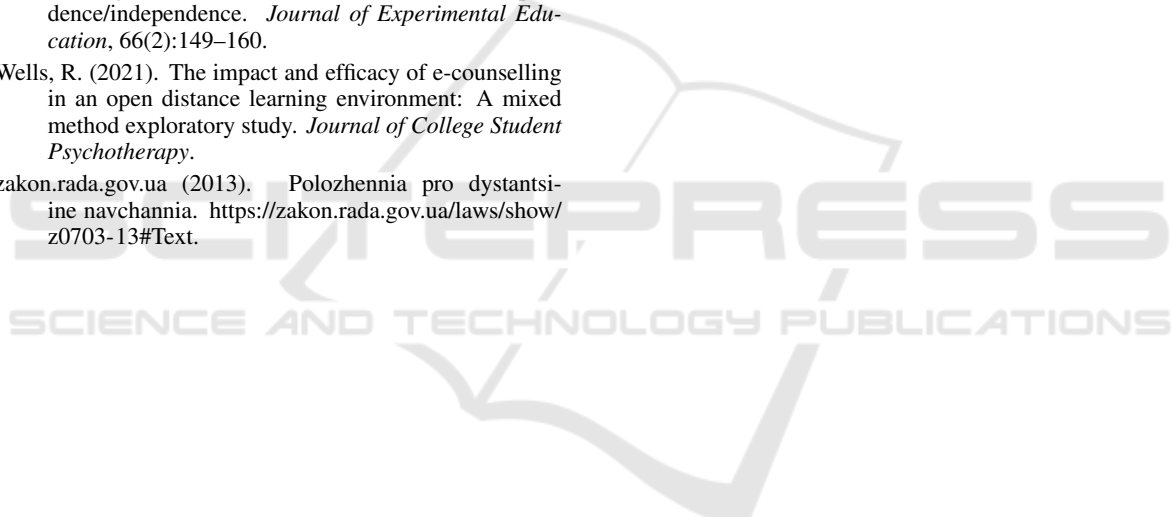 dence/independence. Journal of Experimental Edu-
cation, 66(2):149–160.
Wells, R. (2021). The impact and efficacy of e-counselling
in an open distance learning environment: A mixed
method exploratory study. Journal of College Student
Psychotherapy.
zakon.rada.gov.ua (2013). Polozhennia pro dystantsi-
ine navchannia. https://zakon.rada.gov.ua/laws/show/
z0703-13#Text.
SCITEPRESS
SCIENCE AND TECHNOLOGY PUBLICATIONS